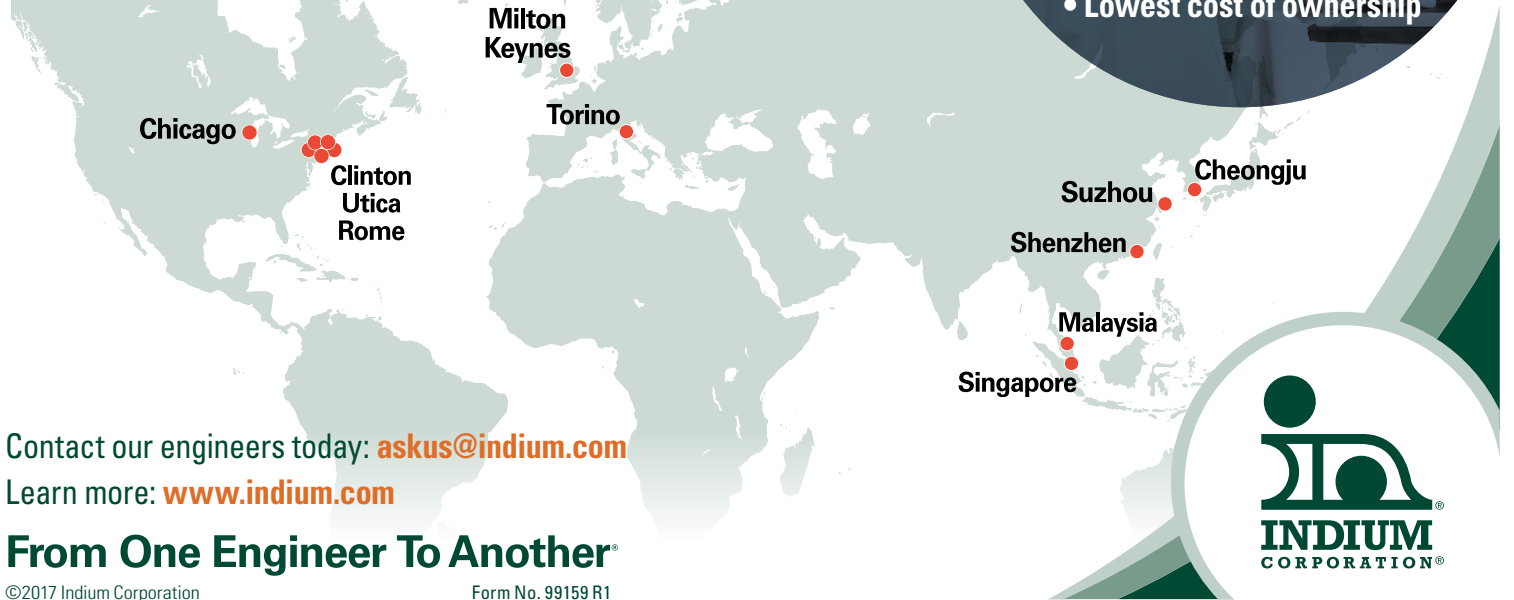 • Lowest cost of ownership
Milton
Keynes
Torino
Chicago
Clinton
Utica
Rome
Cheongju
Suzhou
Shenzhen
Malaysia
Singapore
Contact our engineers today: askus@indium.com
Learn more: www.indium.com
From One Engineer To Another®
©2017 Indium Corporation
Form No. 99159 R1
®
INDIUM
CORPORATION®